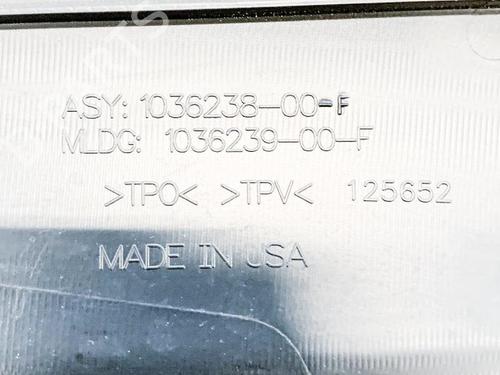 ASY: 1036238-00-F
MLDG: 1036239-00-F
>TPO< >TPV< 125652
MADE IN USA